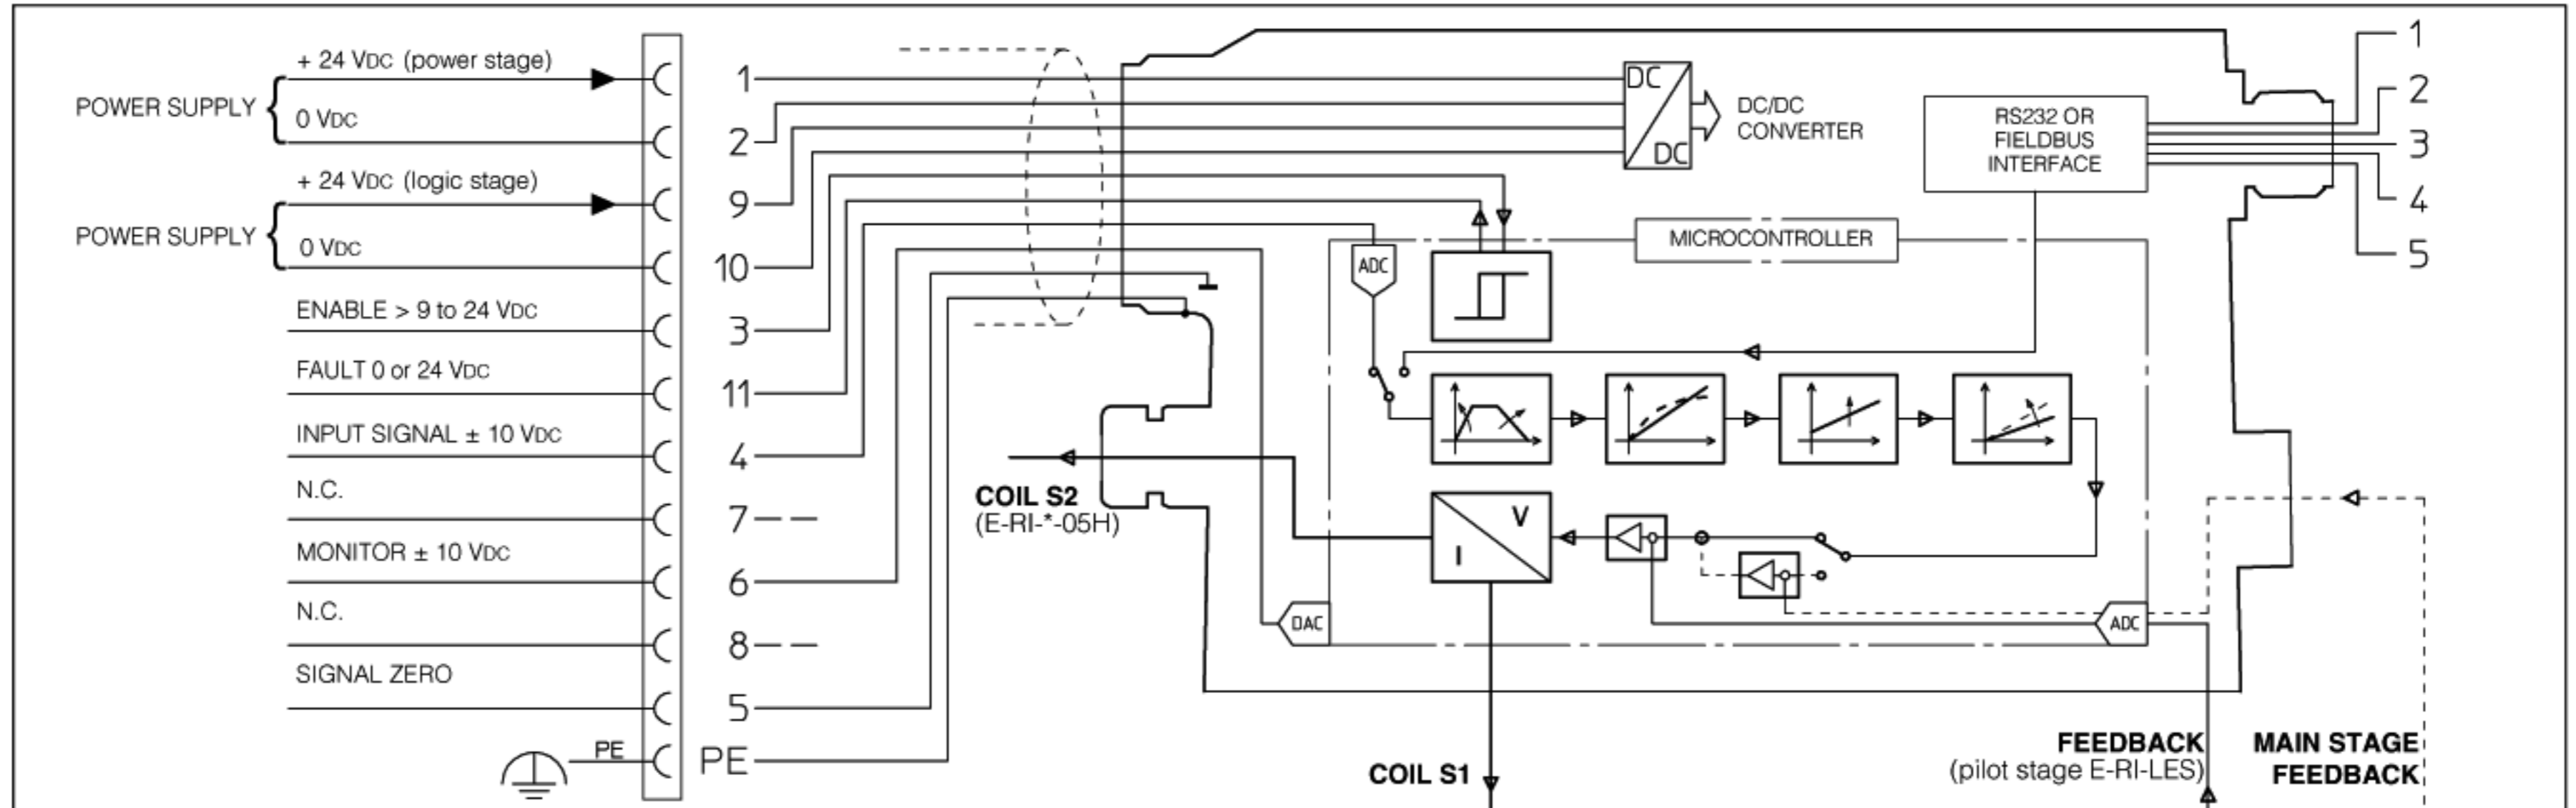 + 24 VDC (power stage)
POWER SUPPLY
0 VDC
+ 24 VDC (logic stage)
POWER SUPPLY
0 VDC
ENABLE > 9 to 24 VDC
FAULT 0 or 24 VDC
INPUT SIGNAL ± 10 VDC
N.C.
MONITOR ± 10 VDC
N.C.
SIGNAL ZERO
PE
1
2
9
10
3
11
4
7
6
8
5
PE
DC
DC
DC/DC
CONVERTER
RS232 OR
FIELDBUS
INTERFACE
1
2
3
4
5
MICROCONTROLLER
ADC
COIL S2
(E-RI-*-05H)
V
I
DAC
ADC
COIL S1
FEEDBACK
(pilot stage E-RI-LES)
MAIN STAGE
FEEDBACK